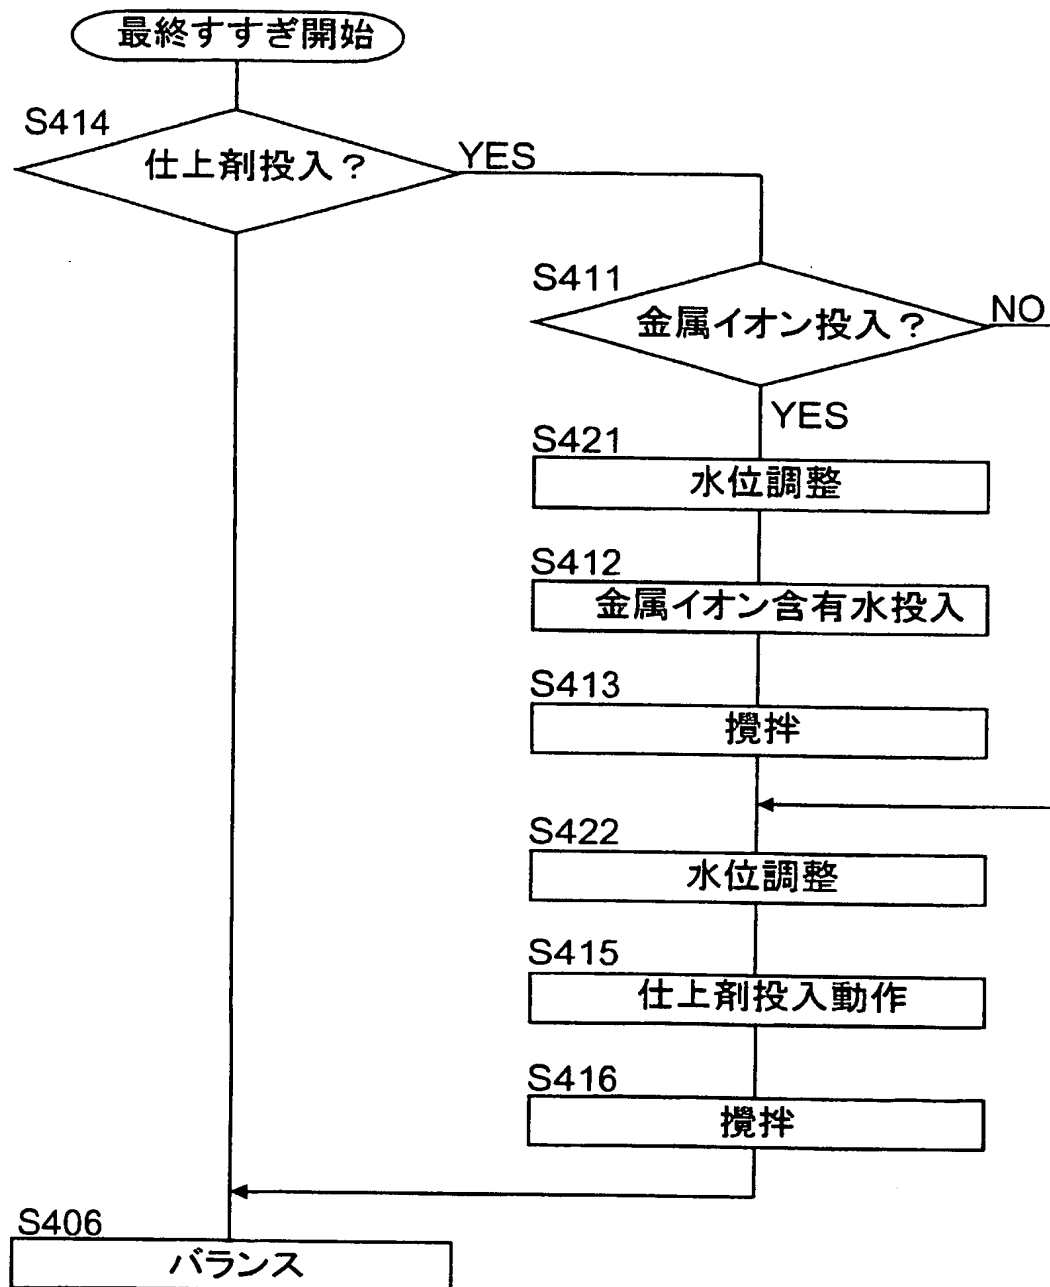 最終すすぎ開始
S414
仕上剤投入？
YES
S411
金属イオン投入？
NO
YES
S421
水位調整
S412
金属イオン含有水投入
S413
攪拌
S422
水位調整
S415
仕上剤投入動作
S416
攪拌
S406
バランス